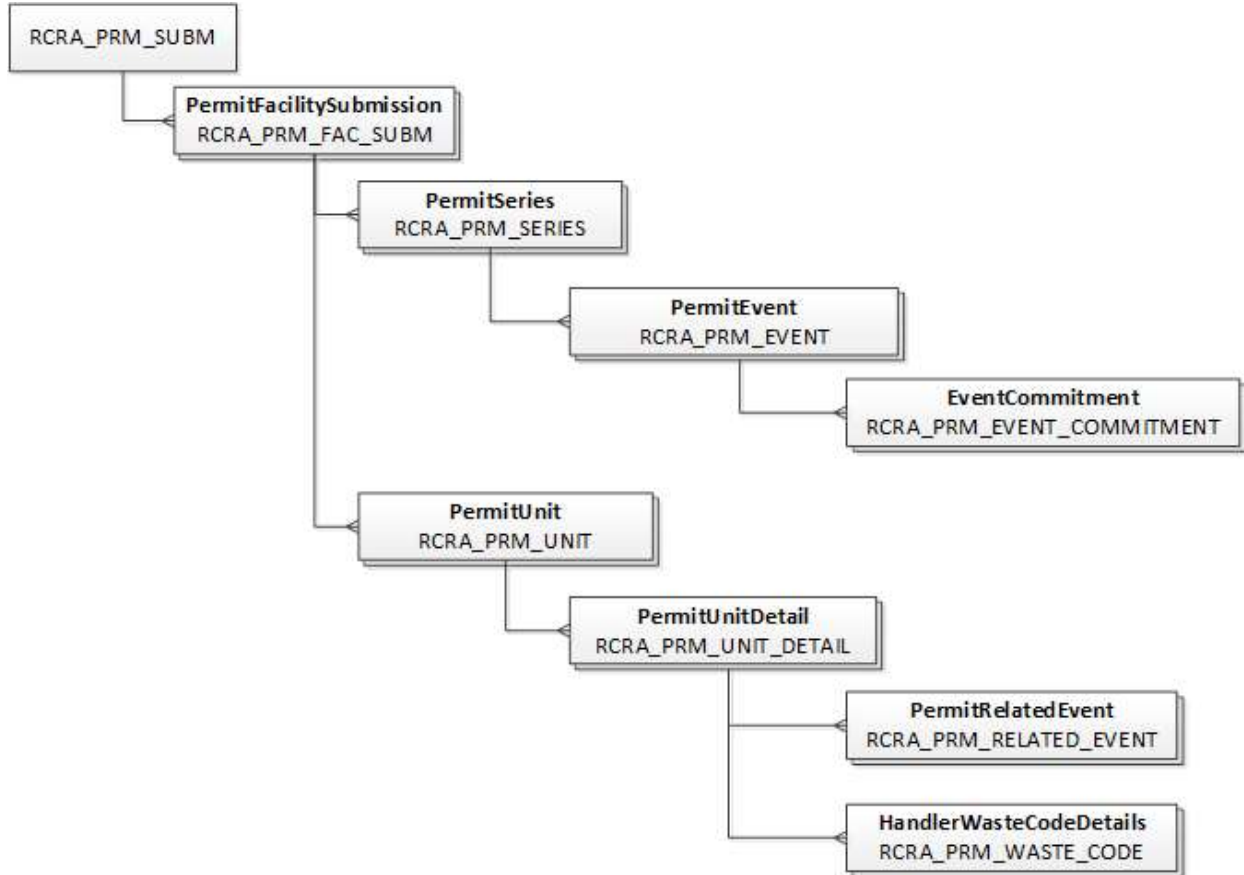 RCRA_PRM_SUBM
PermitFacilitySubmission
RCRA_PRM_FAC_SUBM
PermitSeries
RCRA_PRM_SERIES
PermitEvent
RCRA_PRM_EVENT
EventCommitment
RCRA_PRM_EVENT_COMMITMENT
PermitUnit
RCRA_PRM_UNIT
PermitUnitDetail
RCRA_PRM_UNIT_DETAIL
PermitRelatedEvent
RCRA_PRM_RELATED_EVENT
HandlerWasteCodeDetails
RCRA_PRM_WASTE_CODE